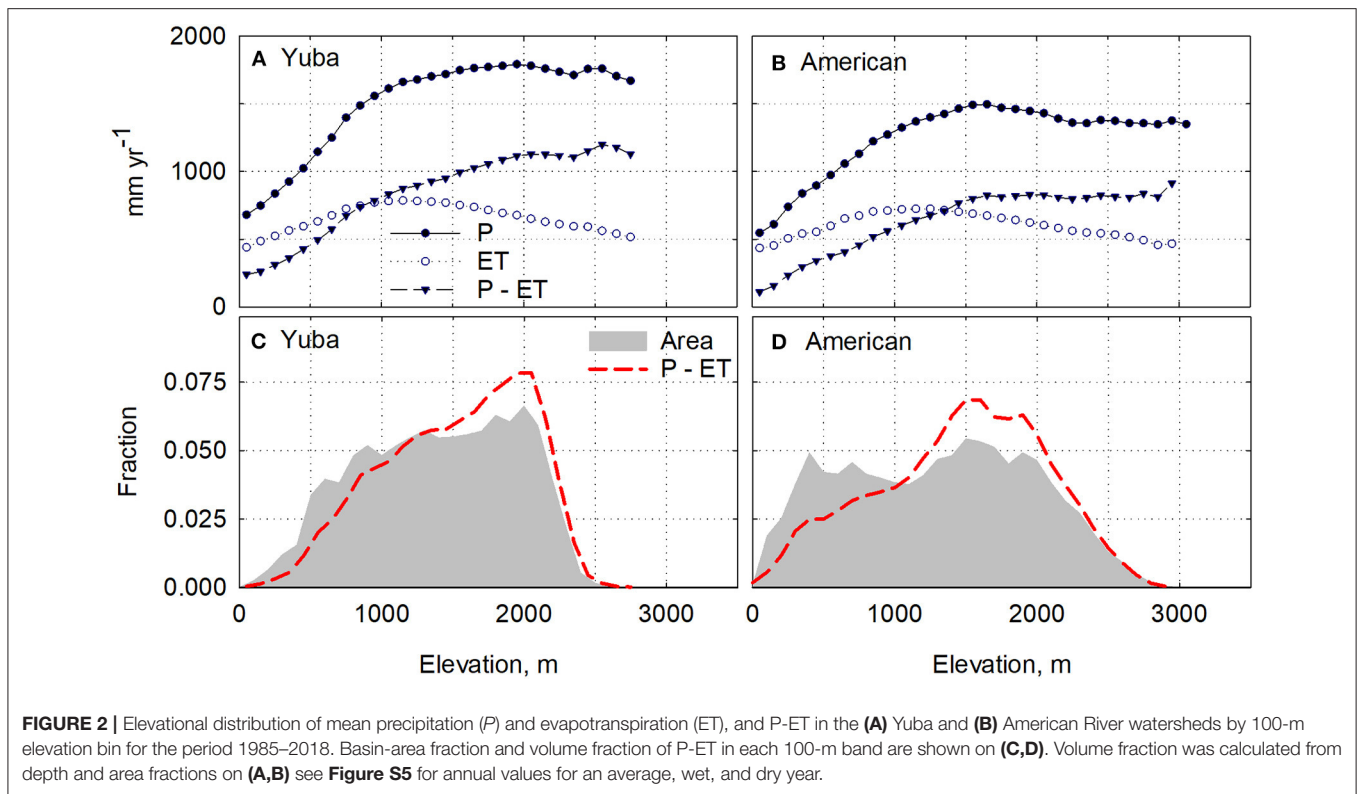 2000
A Yuba
B American
mm yr-1
1000
P
ET
P - ET
0
C Yuba
Area
P - ET
D American
0.075
Fraction
0.050
0.025
0.000
0 1000 2000 3000 0 1000 2000 3000
Elevation, m Elevation, m
FIGURE 2 | Elevational distribution of mean precipitation (P) and evapotranspiration (ET), and P-ET in the (A) Yuba and (B) American River watersheds by 100-m
elevation bin for the period 1985–2018. Basin-area fraction and volume fraction of P-ET in each 100-m band are shown on (C,D). Volume fraction was calculated from
depth and area fractions on (A,B) see Figure S5 for annual values for an average, wet, and dry year.